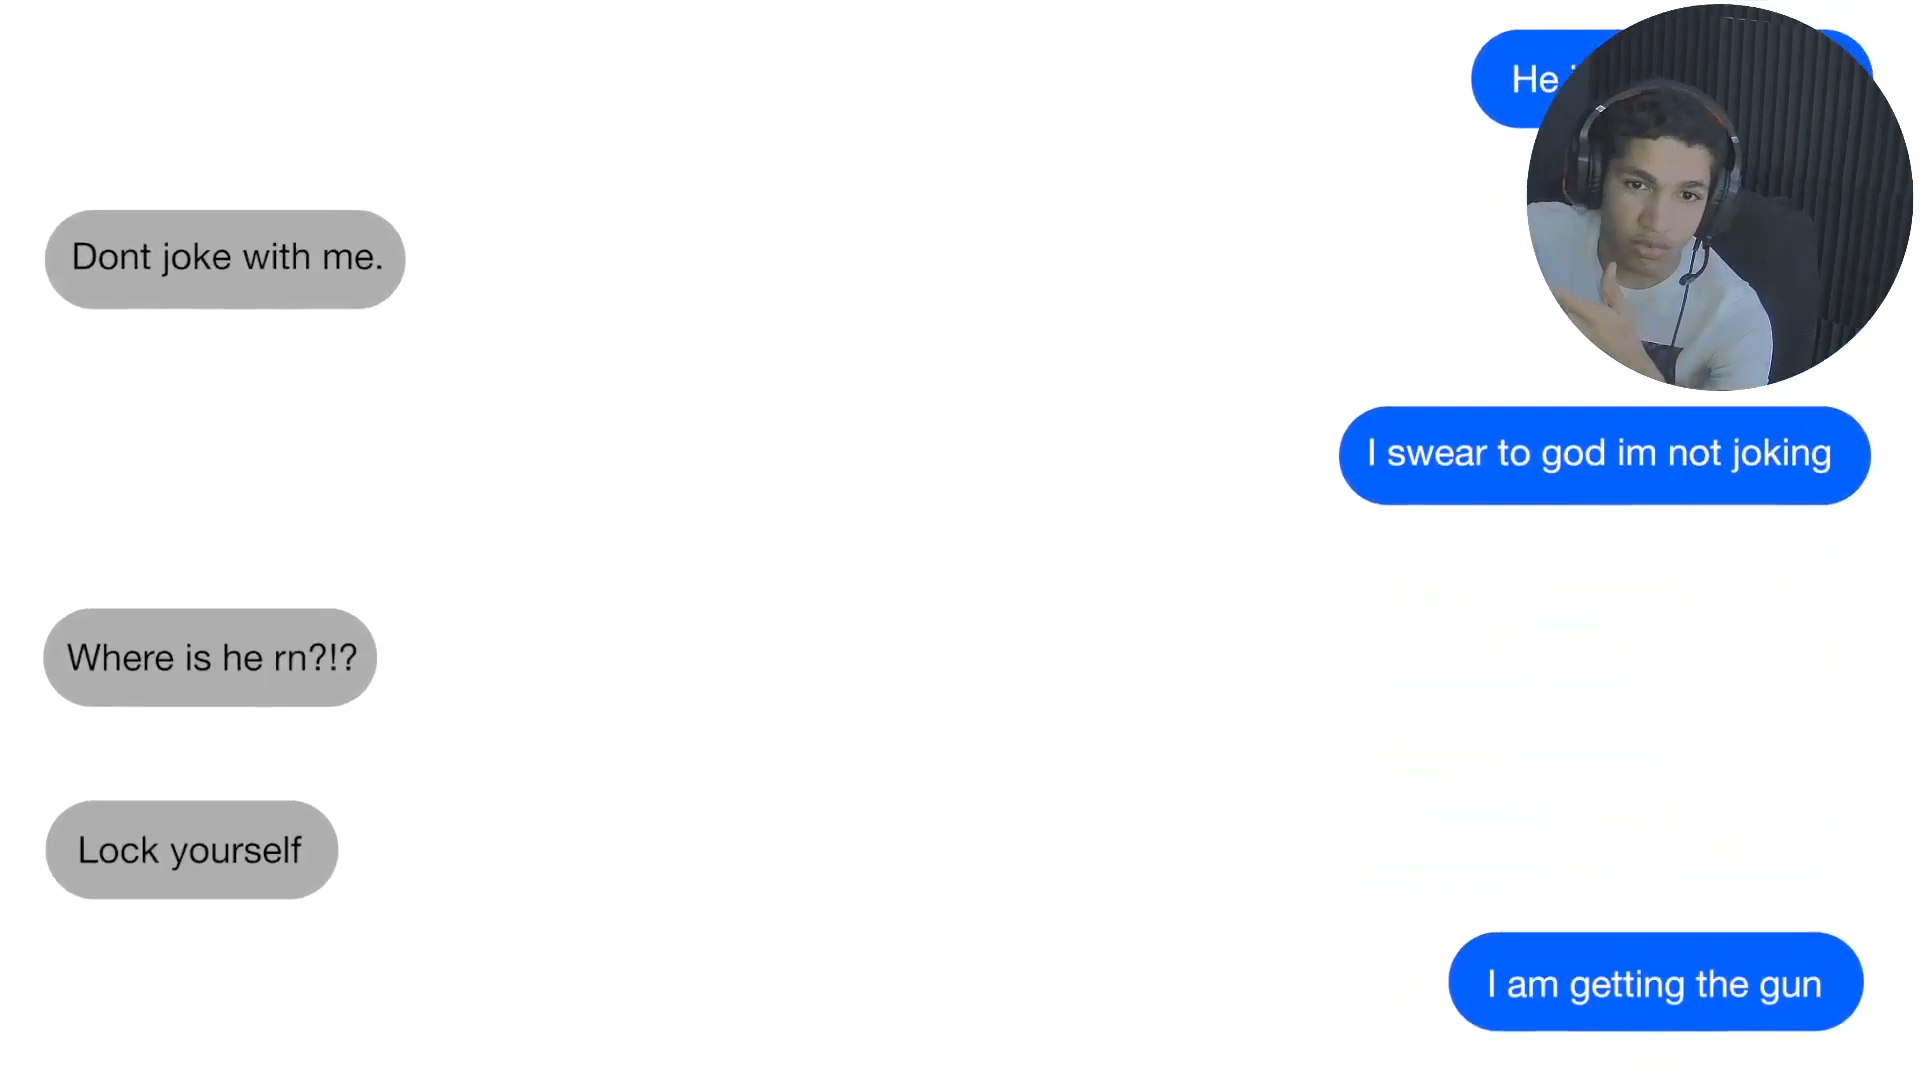 He
Dont joke with me.
I swear to god im not joking
Where is he rn?!?
Lock yourself
I am getting the gun